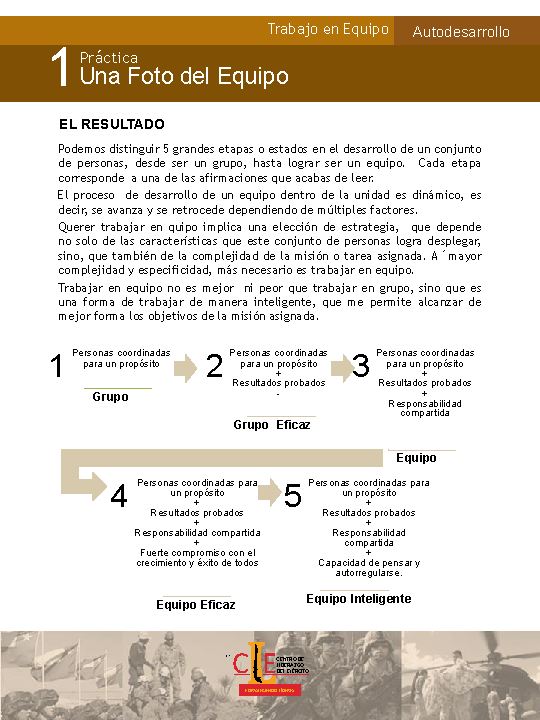 Trabajo en Equipo
Autodesarrollo
1
Práctica
Una Foto del Equipo
EL RESULTADO
Podemos distinguir 5 grandes etapas o estados en el desarrollo de un conjunto
de personas, desde ser un grupo, hasta lograr ser un equipo. Cada etapa
corresponde a una de las afirmaciones que acabas de leer.
El proceso de desarrollo de un equipo dentro de la unidad es dinámico, es
decir, se avanza y se retrocede dependiendo de múltiples factores.
Querer trabajar en quipo implica una elección de estrategia, que depende
no solo de las características que este conjunto de personas logra desplegar,
sino, que también de la complejidad de la misión o tarea asignada. A ´mayor
complejidad y especificidad, más necesario es trabajar en equipo.
Trabajar en equipo no es mejor ni peor que trabajar en grupo, sino que es
una forma de trabajar de manera inteligente, que me permite alcanzar de
mejor forma los objetivos de la misión asignada.
1
Personas coordinadas
para un propósito
Grupo
2
Personas coordinadas
para un propósito
+
Resultados probados
-
Grupo Eficaz
3
Personas coordinadas
para un propósito
+
Resultados probados
+
Responsabilidad
compartida
Equipo
4
Personas coordinadas para
un propósito
+
Resultados probados
+
Responsabilidad compartida
+
Fuerte compromiso con el
crecimiento y éxito de todos
Equipo Eficaz
5
Personas coordinadas para
un propósito
+
Resultados probados
+
Responsabilidad
compartida
+
Capacidad de pensar y
autorregularse.
Equipo Inteligente
CLE
CENTRO DE
LIDERAZGO
DEL EJÉRCITO